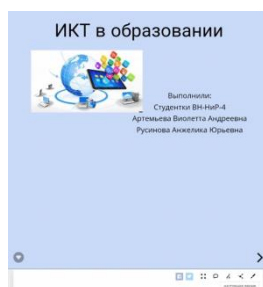 ИКТ в образовании
Выполнили:
Студентки ВН-НиР-4
Артемьева Виолетта Андреевна
Русинова Анжелика Юрьевна